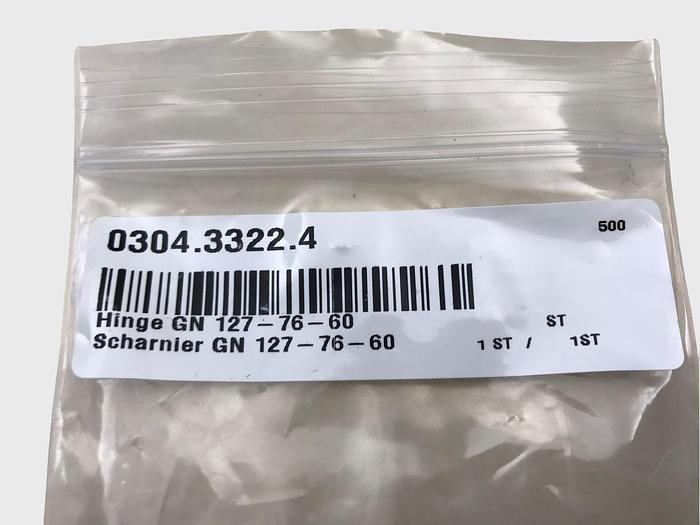 0304.3322.4 500
Hinge GN 127-76-60 ST
Scharnier GN 127-76-60 1 ST / 1ST